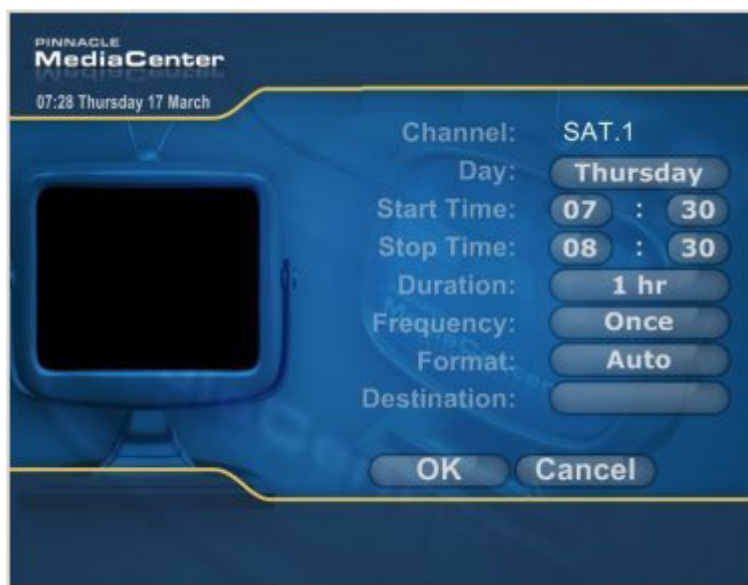 PINNACLE
MediaCenter
07:28 Thursday 17 March
Channel: SAT.1
Day: Thursday
Start Time: 07 : 30
Stop Time: 08 : 30
Duration: 1 hr
Frequency: Once
Format: Auto
Destination:
OK Cancel